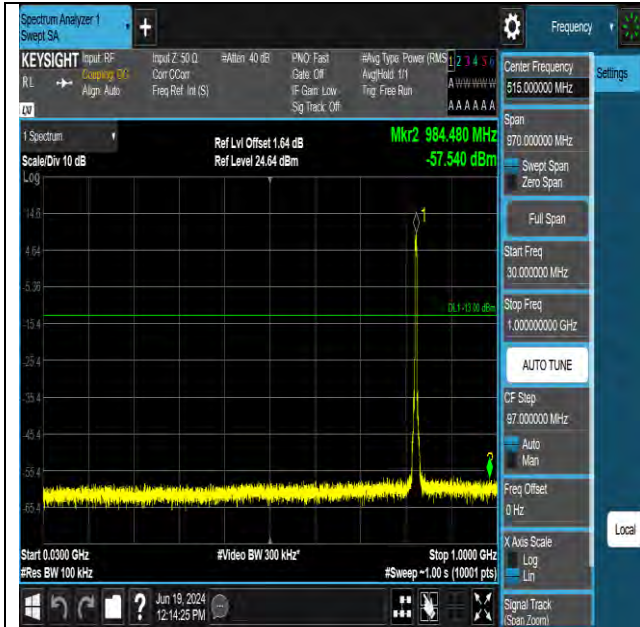 Spectrum Analyzer 1
Swept SA
+
Frequency
KEYSIGHT
RL
Input: RF
Coupling: DC
Align: Auto
Input Z: 50 Ω
Corr CCorr
Freq Ref: Int (S)
#Atten: 40 dB
PNO: Fast
Gate: Off
IF Gain: Low
Sig Track: Off
#Avg Type: Power (RMS)
Avg|Hold: 1/1
Trig: Free Run
1 2 3 4 5 6
A W W W W W
A A A A A A
Center Frequency
515.000000 MHz
Settings
Span
970.000000 MHz
Swept Span
Zero Span
Full Span
Start Freq
30.000000 MHz
Stop Freq
1.000000000 GHz
AUTO TUNE
CF Step
97.000000 MHz
Auto
Man
Freq Offset
0 Hz
X Axis Scale
Log
Lin
Local
Signal Track
(Span Zoom)
1 Spectrum
Scale/Div 10 dB
Log
Ref Lvl Offset 1.64 dB
Ref Level 24.64 dBm
Mkr2 984.480 MHz
-57.540 dBm
14.6
4.64
-5.36
-15.4
-25.4
-35.4
-45.4
-55.4
-65.4
1
DL1 -13.00 dBm
2
Start 0.0300 GHz
#Res BW 100 kHz
#Video BW 300 kHz*
Stop 1.0000 GHz
#Sweep ~1.00 s (10001 pts)
?
Jun 19, 2024
12:14:25 PM